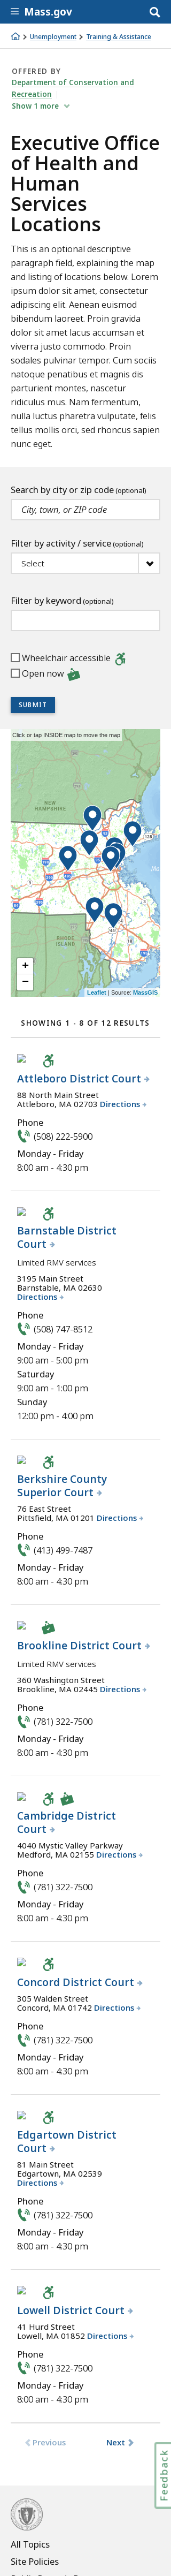 Mass.gov
Unemployment > Training & Assistance
OFFERED BY
Department of Conservation and
Recreation
Show 1 more
Executive Office
of Health and
Human
Services
Locations
This is an optional descriptive
paragraph, explaining the map
and listing of locations below. Lorem
ipsum dolor sit amet, consectetur
adipiscing elit. Aenean euismod
bibendum laoreet. Proin gravida
dolor sit amet lacus accumsan et
viverra justo commodo. Proin
sodales pulvinar tempor. Cum sociis
natoque penatibus et magnis dis
parturient montes, nascetur
ridiculus mus. Nam fermentum,
nulla luctus pharetra vulputate, felis
tellus mollis orci, sed rhoncus sapien
nunc eget.
Search by city or zip code (optional)
City, town, or ZIP code
Filter by activity / service (optional)
Select
Filter by keyword (optional)
Wheelchair accessible
Open now
SUBMIT
Click or tap INSIDE map to move the map
NEW
HAMPSHIRE
RHODE
ISLAND
+
−
Leaflet | Source: MassGIS
SHOWING 1 - 8 OF 12 RESULTS
Attleboro District Court
88 North Main Street
Attleboro, MA 02703 Directions
Phone
(508) 222-5900
Monday - Friday
8:00 am - 4:30 pm
Barnstable District
Court
Limited RMV services
3195 Main Street
Barnstable, MA 02630
Directions
Phone
(508) 747-8512
Monday - Friday
9:00 am - 5:00 pm
Saturday
9:00 am - 1:00 pm
Sunday
12:00 pm - 4:00 pm
Berkshire County
Superior Court
76 East Street
Pittsfield, MA 01201 Directions
Phone
(413) 499-7487
Monday - Friday
8:00 am - 4:30 pm
Brookline District Court
Limited RMV services
360 Washington Street
Brookline, MA 02445 Directions
Phone
(781) 322-7500
Monday - Friday
8:00 am - 4:30 pm
Cambridge District
Court
4040 Mystic Valley Parkway
Medford, MA 02155 Directions
Phone
(781) 322-7500
Monday - Friday
8:00 am - 4:30 pm
Concord District Court
305 Walden Street
Concord, MA 01742 Directions
Phone
(781) 322-7500
Monday - Friday
8:00 am - 4:30 pm
Edgartown District
Court
81 Main Street
Edgartown, MA 02539
Directions
Phone
(781) 322-7500
Monday - Friday
8:00 am - 4:30 pm
Lowell District Court
41 Hurd Street
Lowell, MA 01852 Directions
Phone
(781) 322-7500
Monday - Friday
8:00 am - 4:30 pm
Previous Next
Feedback
All Topics
Site Policies